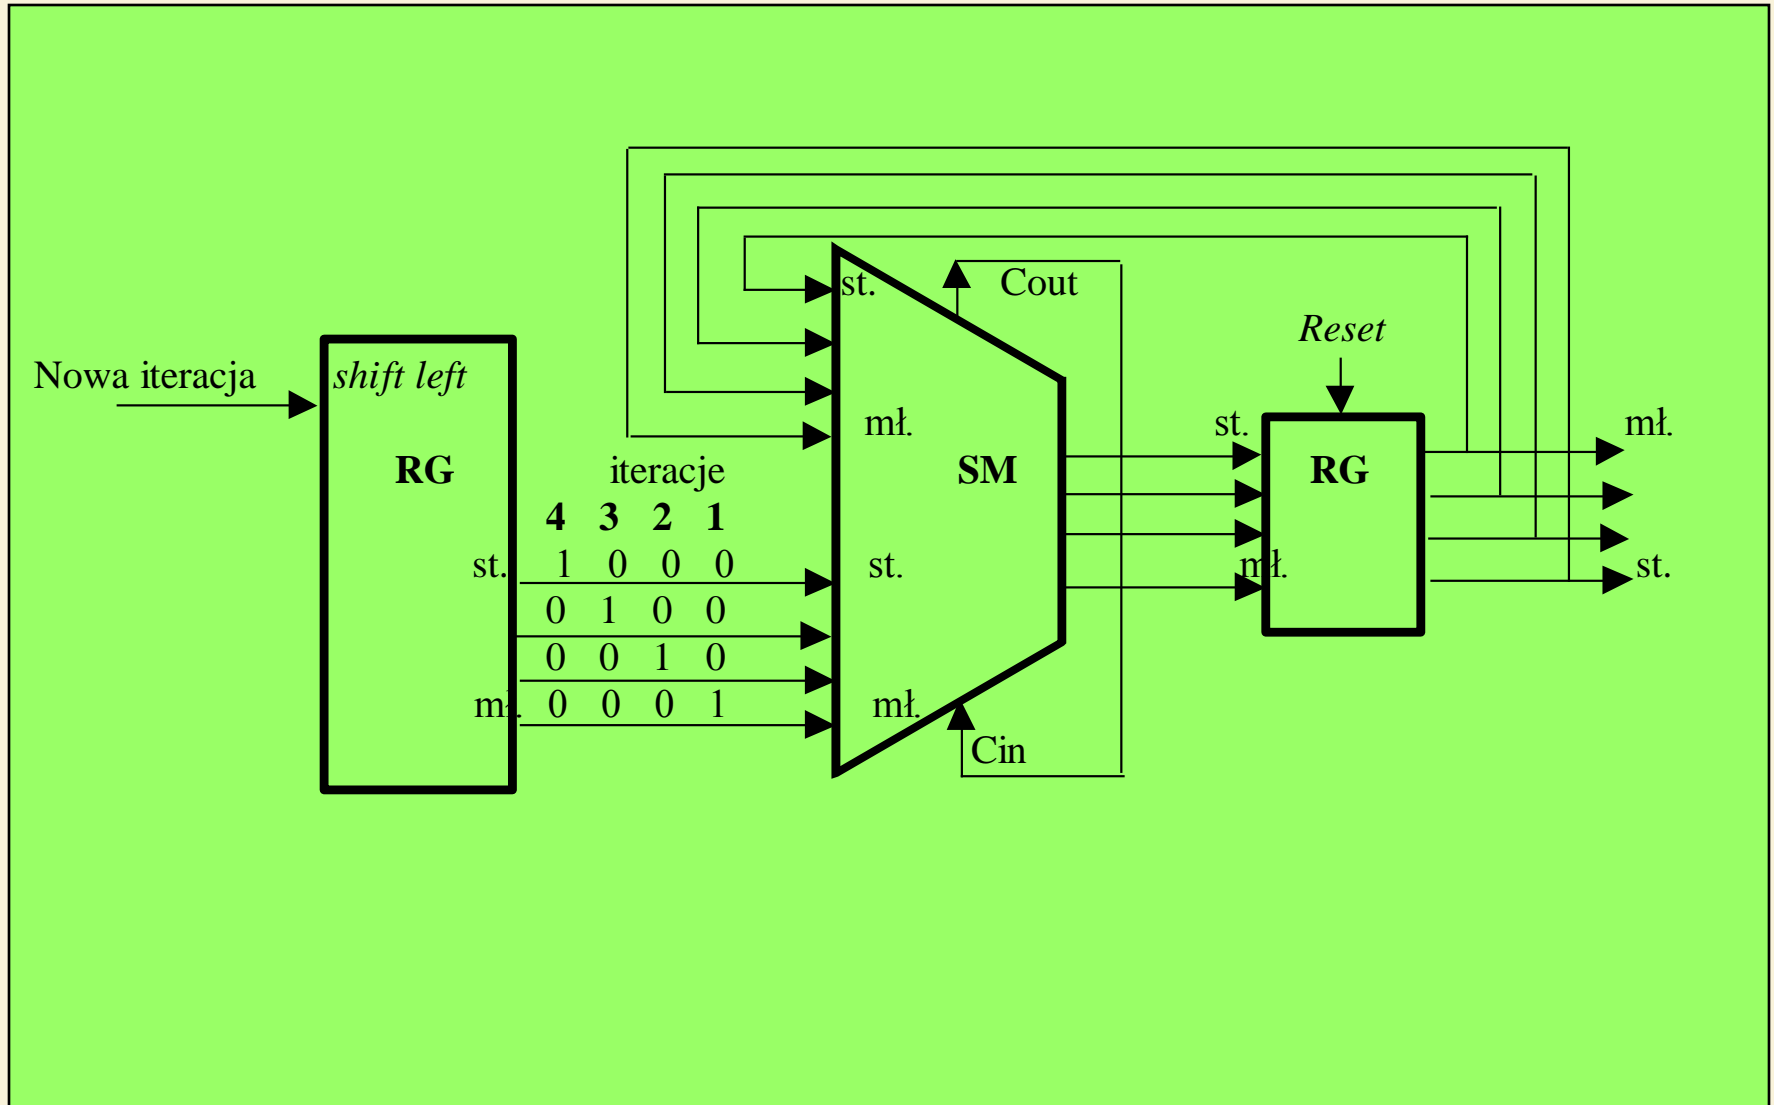 st.
Cout
Reset
Nowa iteracja
shift left
mł.
st.
mł.
RG
iteracje
SM
RG
4 3 2 1
st. 1 0 0 0
st.
mł.
st.
0 1 0 0
0 0 1 0
mł. 0 0 0 1
mł.
Cin